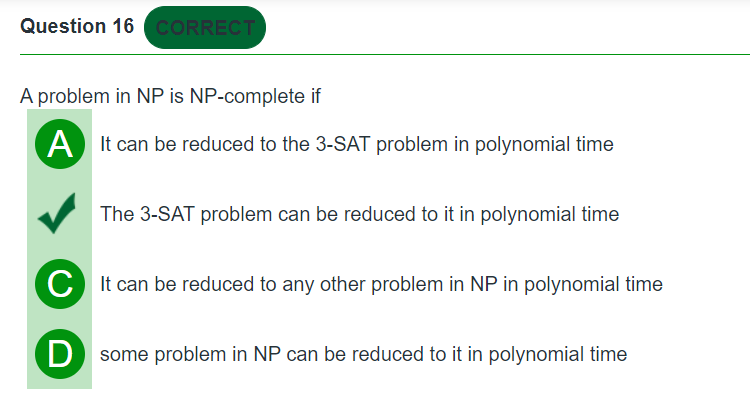 Question 16 CORRECT
A problem in NP is NP-complete if
A It can be reduced to the 3-SAT problem in polynomial time
The 3-SAT problem can be reduced to it in polynomial time
C It can be reduced to any other problem in NP in polynomial time
D some problem in NP can be reduced to it in polynomial time